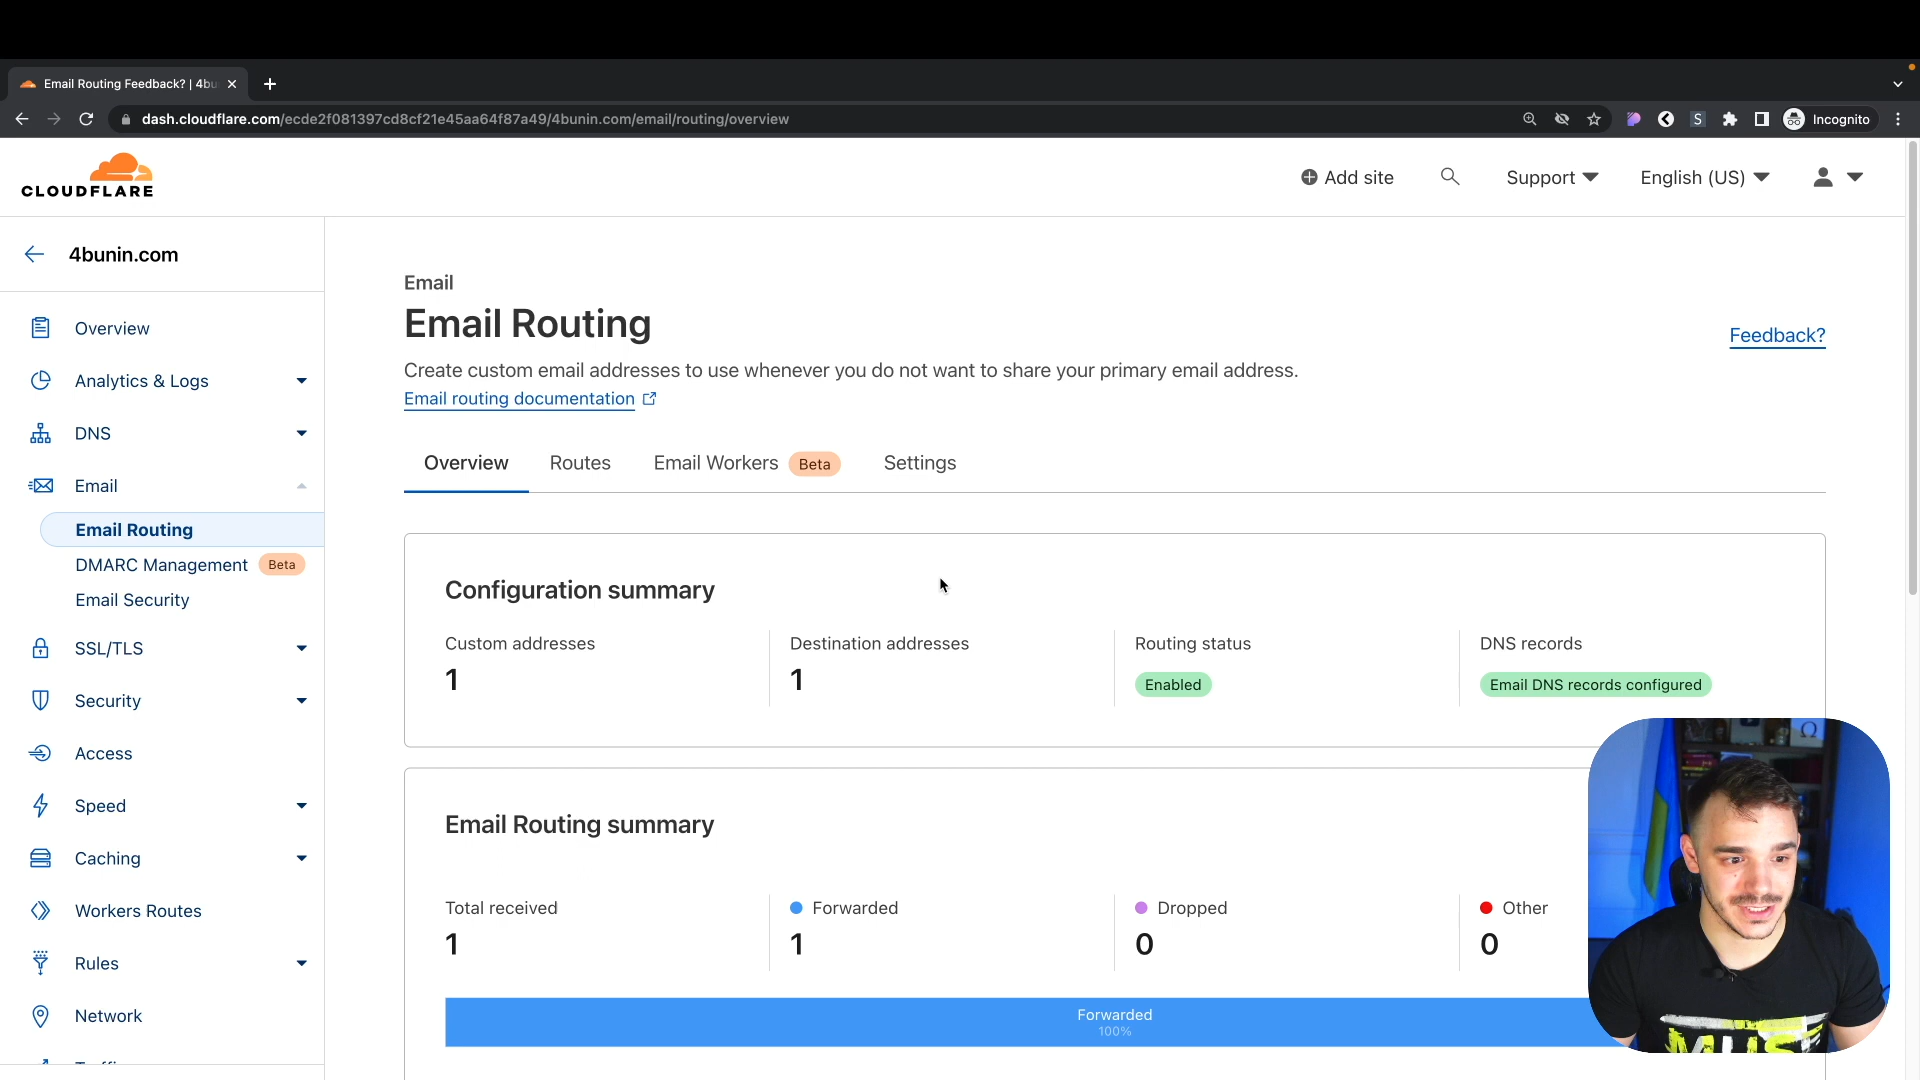 Email Routing Feedback? | 4bu
dash.cloudflare.com/ecde2f081397cd8cf21e45aa64f87a49/4bunin.com/email/routing/overview
S
Incognito
CLOUDFLARE
Add site
Support
English (US)
4bunin.com
Overview
Analytics & Logs
DNS
Email
Email Routing
DMARC Management Beta
Email Security
SSL/TLS
Security
Access
Speed
Caching
Workers Routes
Rules
Network
Email
Email Routing
Feedback?
Create custom email addresses to use whenever you do not want to share your primary email address.
Email routing documentation
Overview Routes Email Workers Beta Settings
Configuration summary
Custom addresses Destination addresses Routing status DNS records
1 1 Enabled Email DNS records configured
Email Routing summary
Total received Forwarded Dropped Other
1 1 0 0
Forwarded
100%